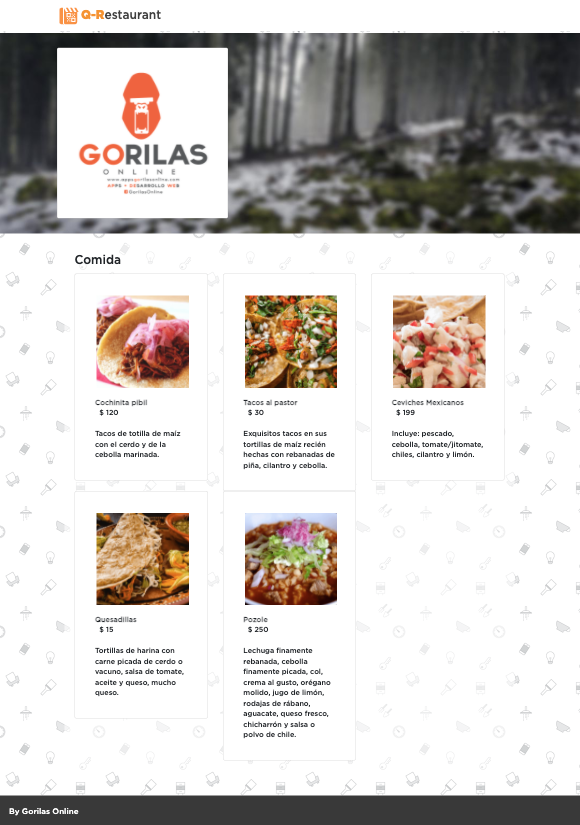 Q-Restaurant
GORILAS
ONLINE
www.appsgorilasonline.com
APPS + DESARROLLO WEB
GorilasOnline
Comida
Cochinita pibil
$ 120
Tacos de totilla de maíz
con el cerdo y de la
cebolla marinada.
Tacos al pastor
$ 30
Exquisitos tacos en sus
tortillas de maíz recién
hechas con rebanadas de
piña, cilantro y cebolla.
Ceviches Mexicanos
$ 199
Incluye: pescado,
cebolla, tomate/jitomate,
chiles, cilantro y limón.
Quesadillas
$ 15
Tortillas de harina con
carne picada de cerdo o
vacuno, salsa de tomate,
aceite y queso, mucho
queso.
Pozole
$ 250
Lechuga finamente
rebanada, cebolla
finamente picada, col,
crema al gusto, orégano
molido, jugo de limón,
rodajas de rábano,
aguacate, queso fresco,
chicharrón y salsa o
polvo de chile.
By Gorilas Online